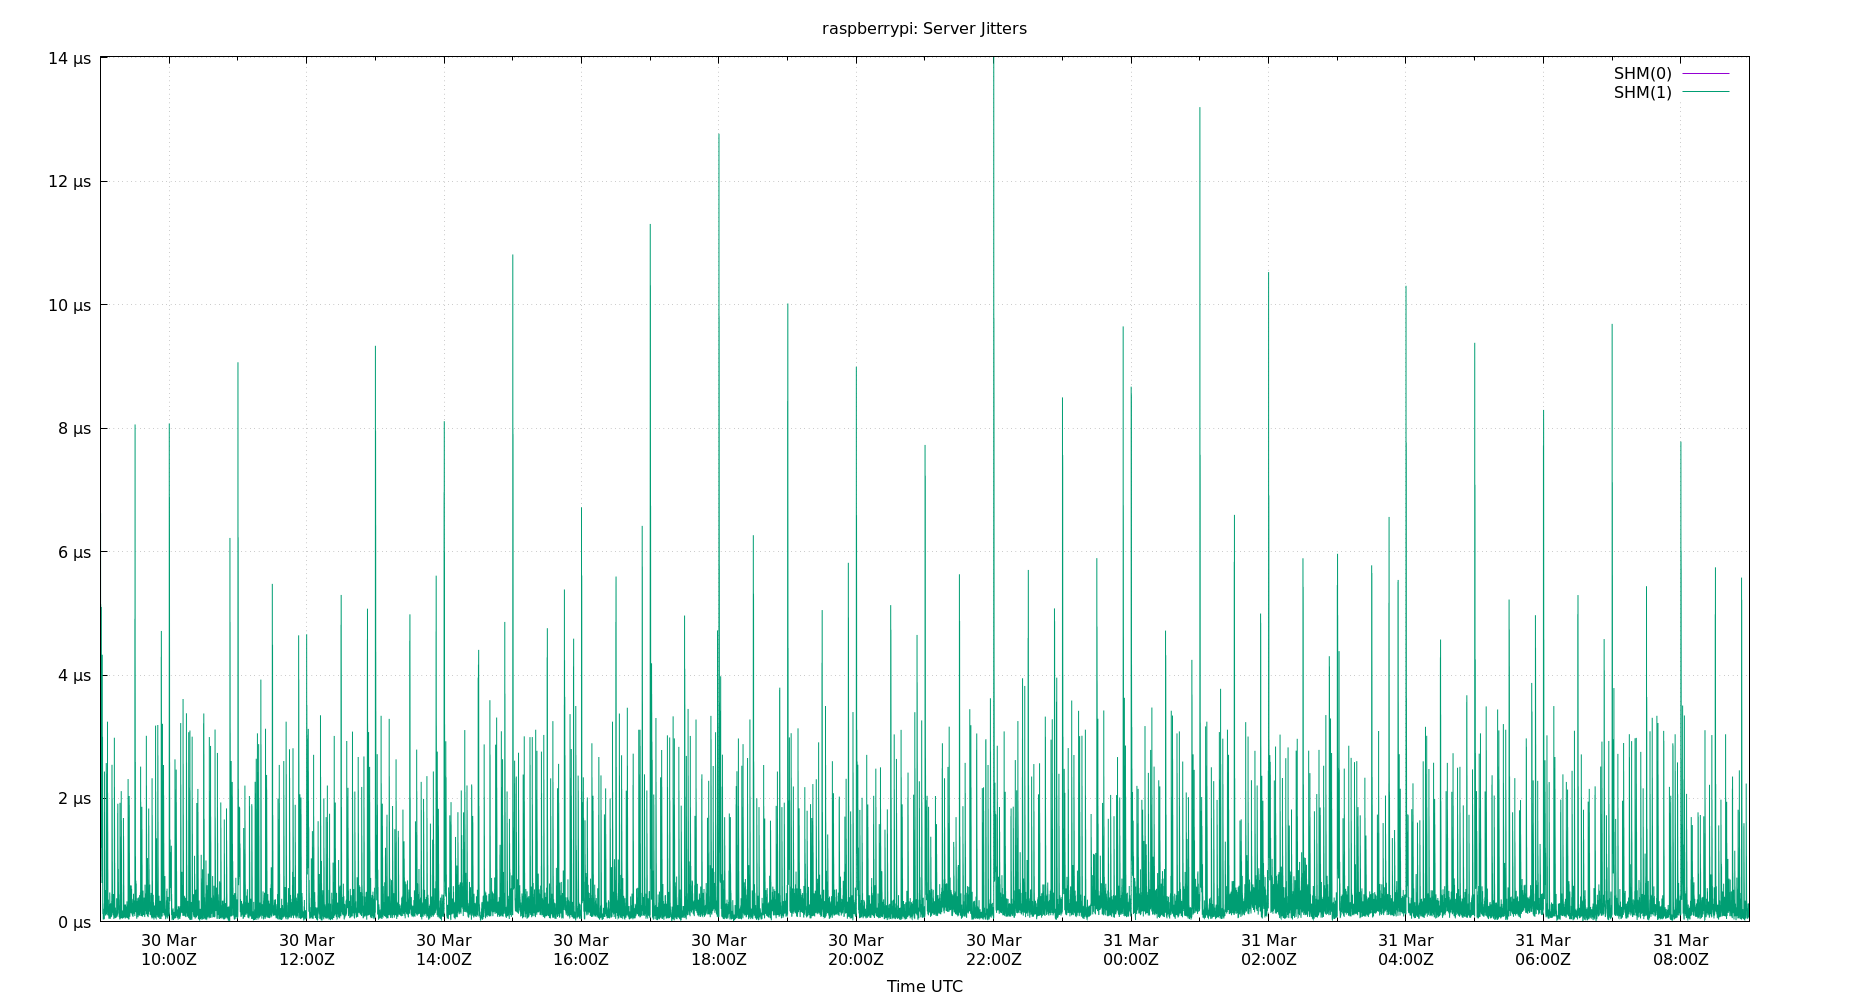 raspberrypi: Server Jitters
SHM(0)
SHM(1)
14 µs
12 µs
10 µs
8 µs
6 µs
4 µs
2 µs
0 µs
30 Mar 30 Mar 30 Mar 30 Mar 30 Mar 30 Mar 30 Mar 31 Mar 31 Mar 31 Mar 31 Mar 31 Mar
10:00Z 12:00Z 14:00Z 16:00Z 18:00Z 20:00Z 22:00Z 00:00Z 02:00Z 04:00Z 06:00Z 08:00Z
Time UTC